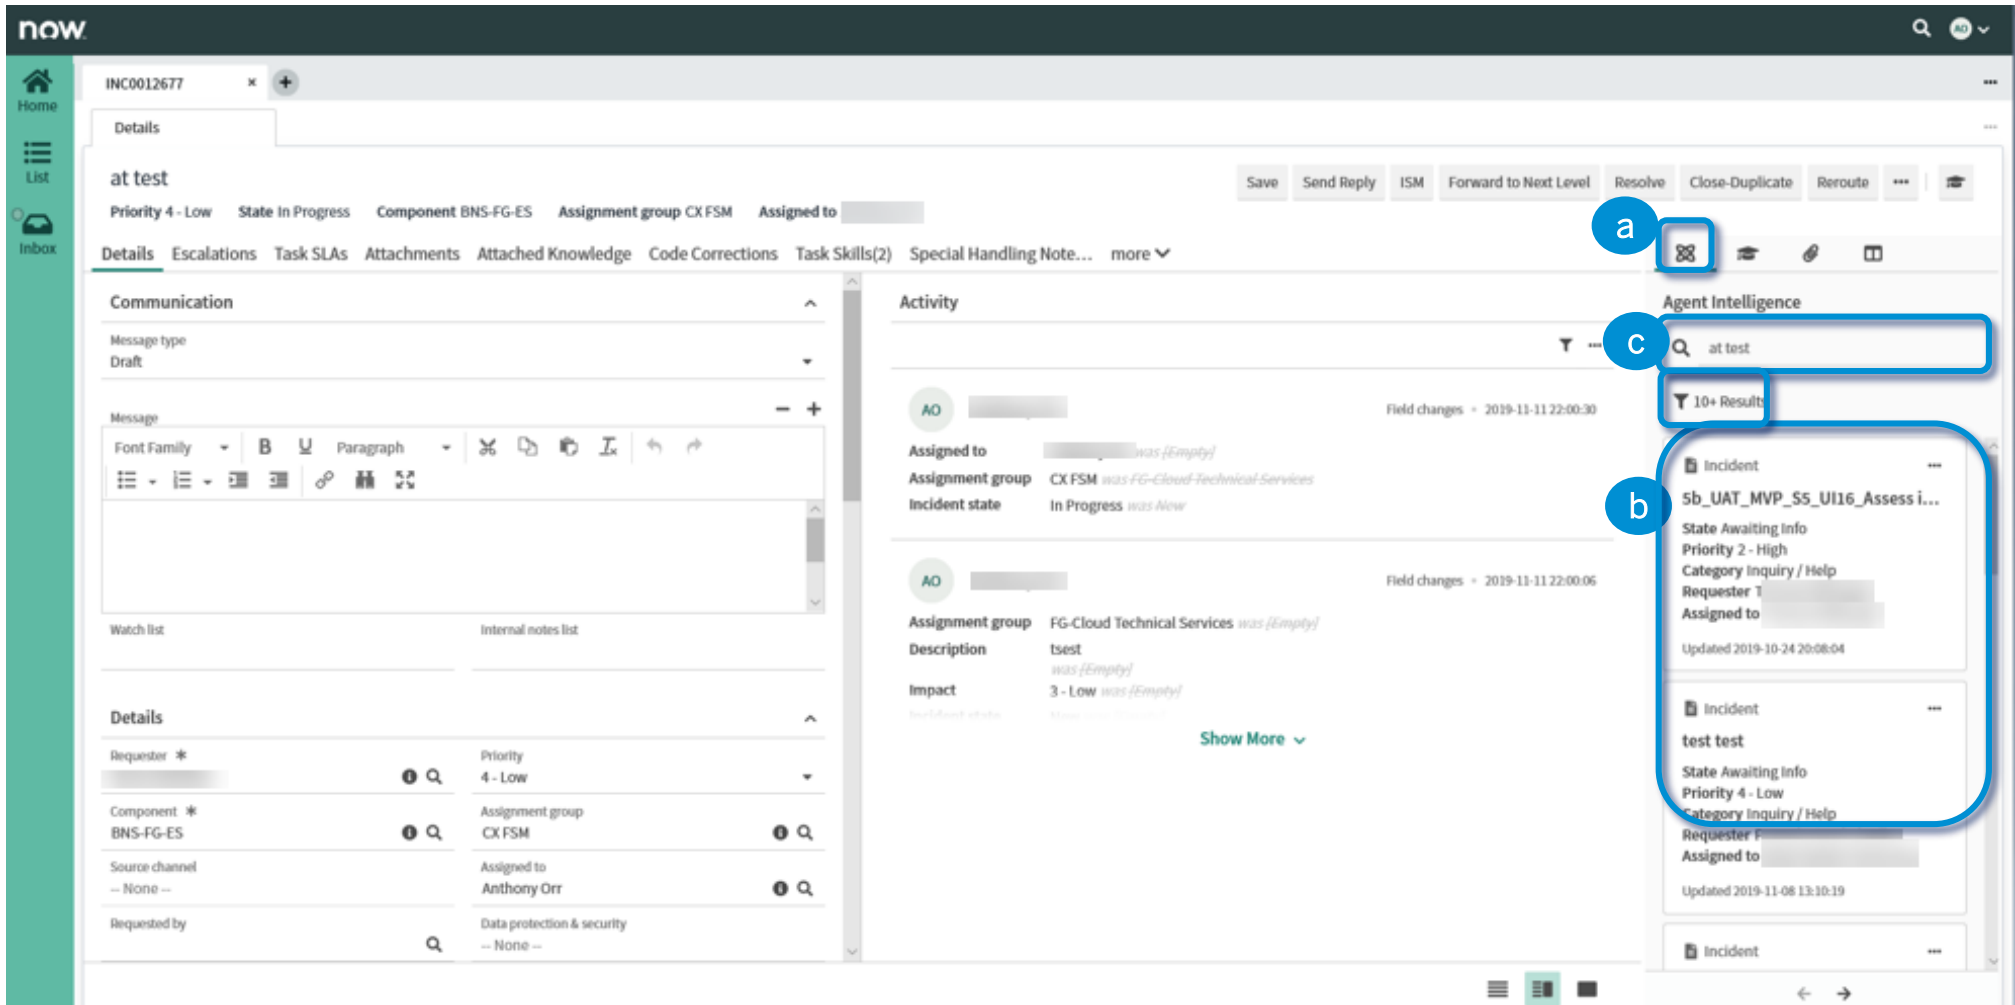 now.
AO
Home
List
Inbox
INC0012677
Details
at test
Save Send Reply ISM Forward to Next Level Resolve Close-Duplicate Reroute
Priority 4 - Low State In Progress Component BNS-FG-ES Assignment group CX FSM Assigned to
a
Details Escalations Task SLAs Attachments Attached Knowledge Code Corrections Task Skills(2) Special Handling Note... more
Communication
Message type
Draft
Message
Font Family B U Paragraph
Watch list
Internal notes list
Details
Requester *
Priority
4 - Low
Component *
BNS-FG-ES
Assignment group
CX FSM
Source channel
-- None --
Assigned to
Anthony Orr
Requested by
Data protection & security
-- None --
Activity
AO
Field changes • 2019-11-11 22:00:30
Assigned to was [Empty]
Assignment group CX FSM was FG-Cloud Technical Services
Incident state In Progress was New
AO
Field changes • 2019-11-11 22:00:06
Assignment group FG-Cloud Technical Services was [Empty]
Description tsest
was [Empty]
Impact 3 - Low was [Empty]
Incident state New
Show More
Agent Intelligence
c
at test
10+ Results
b
Incident
5b_UAT_MVP_S5_UI16_Assess i...
State Awaiting Info
Priority 2 - High
Category Inquiry / Help
Requester T
Assigned to
Updated 2019-10-24 20:08:04
Incident
test test
State Awaiting Info
Priority 4 - Low
Category Inquiry / Help
Requester F
Assigned to
Updated 2019-11-08 13:10:19
Incident